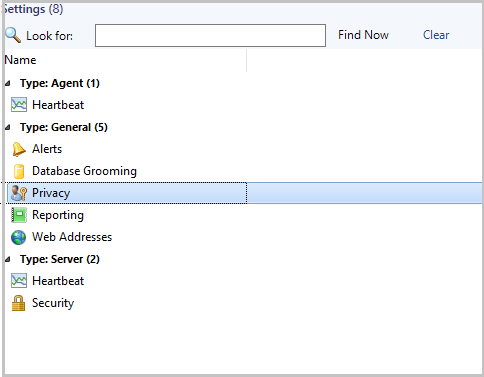 Settings (8)
Look for: Find Now Clear
Name
Type: Agent (1)
Heartbeat
Type: General (5)
Alerts
Database Grooming
Privacy
Reporting
Web Addresses
Type: Server (2)
Heartbeat
Security